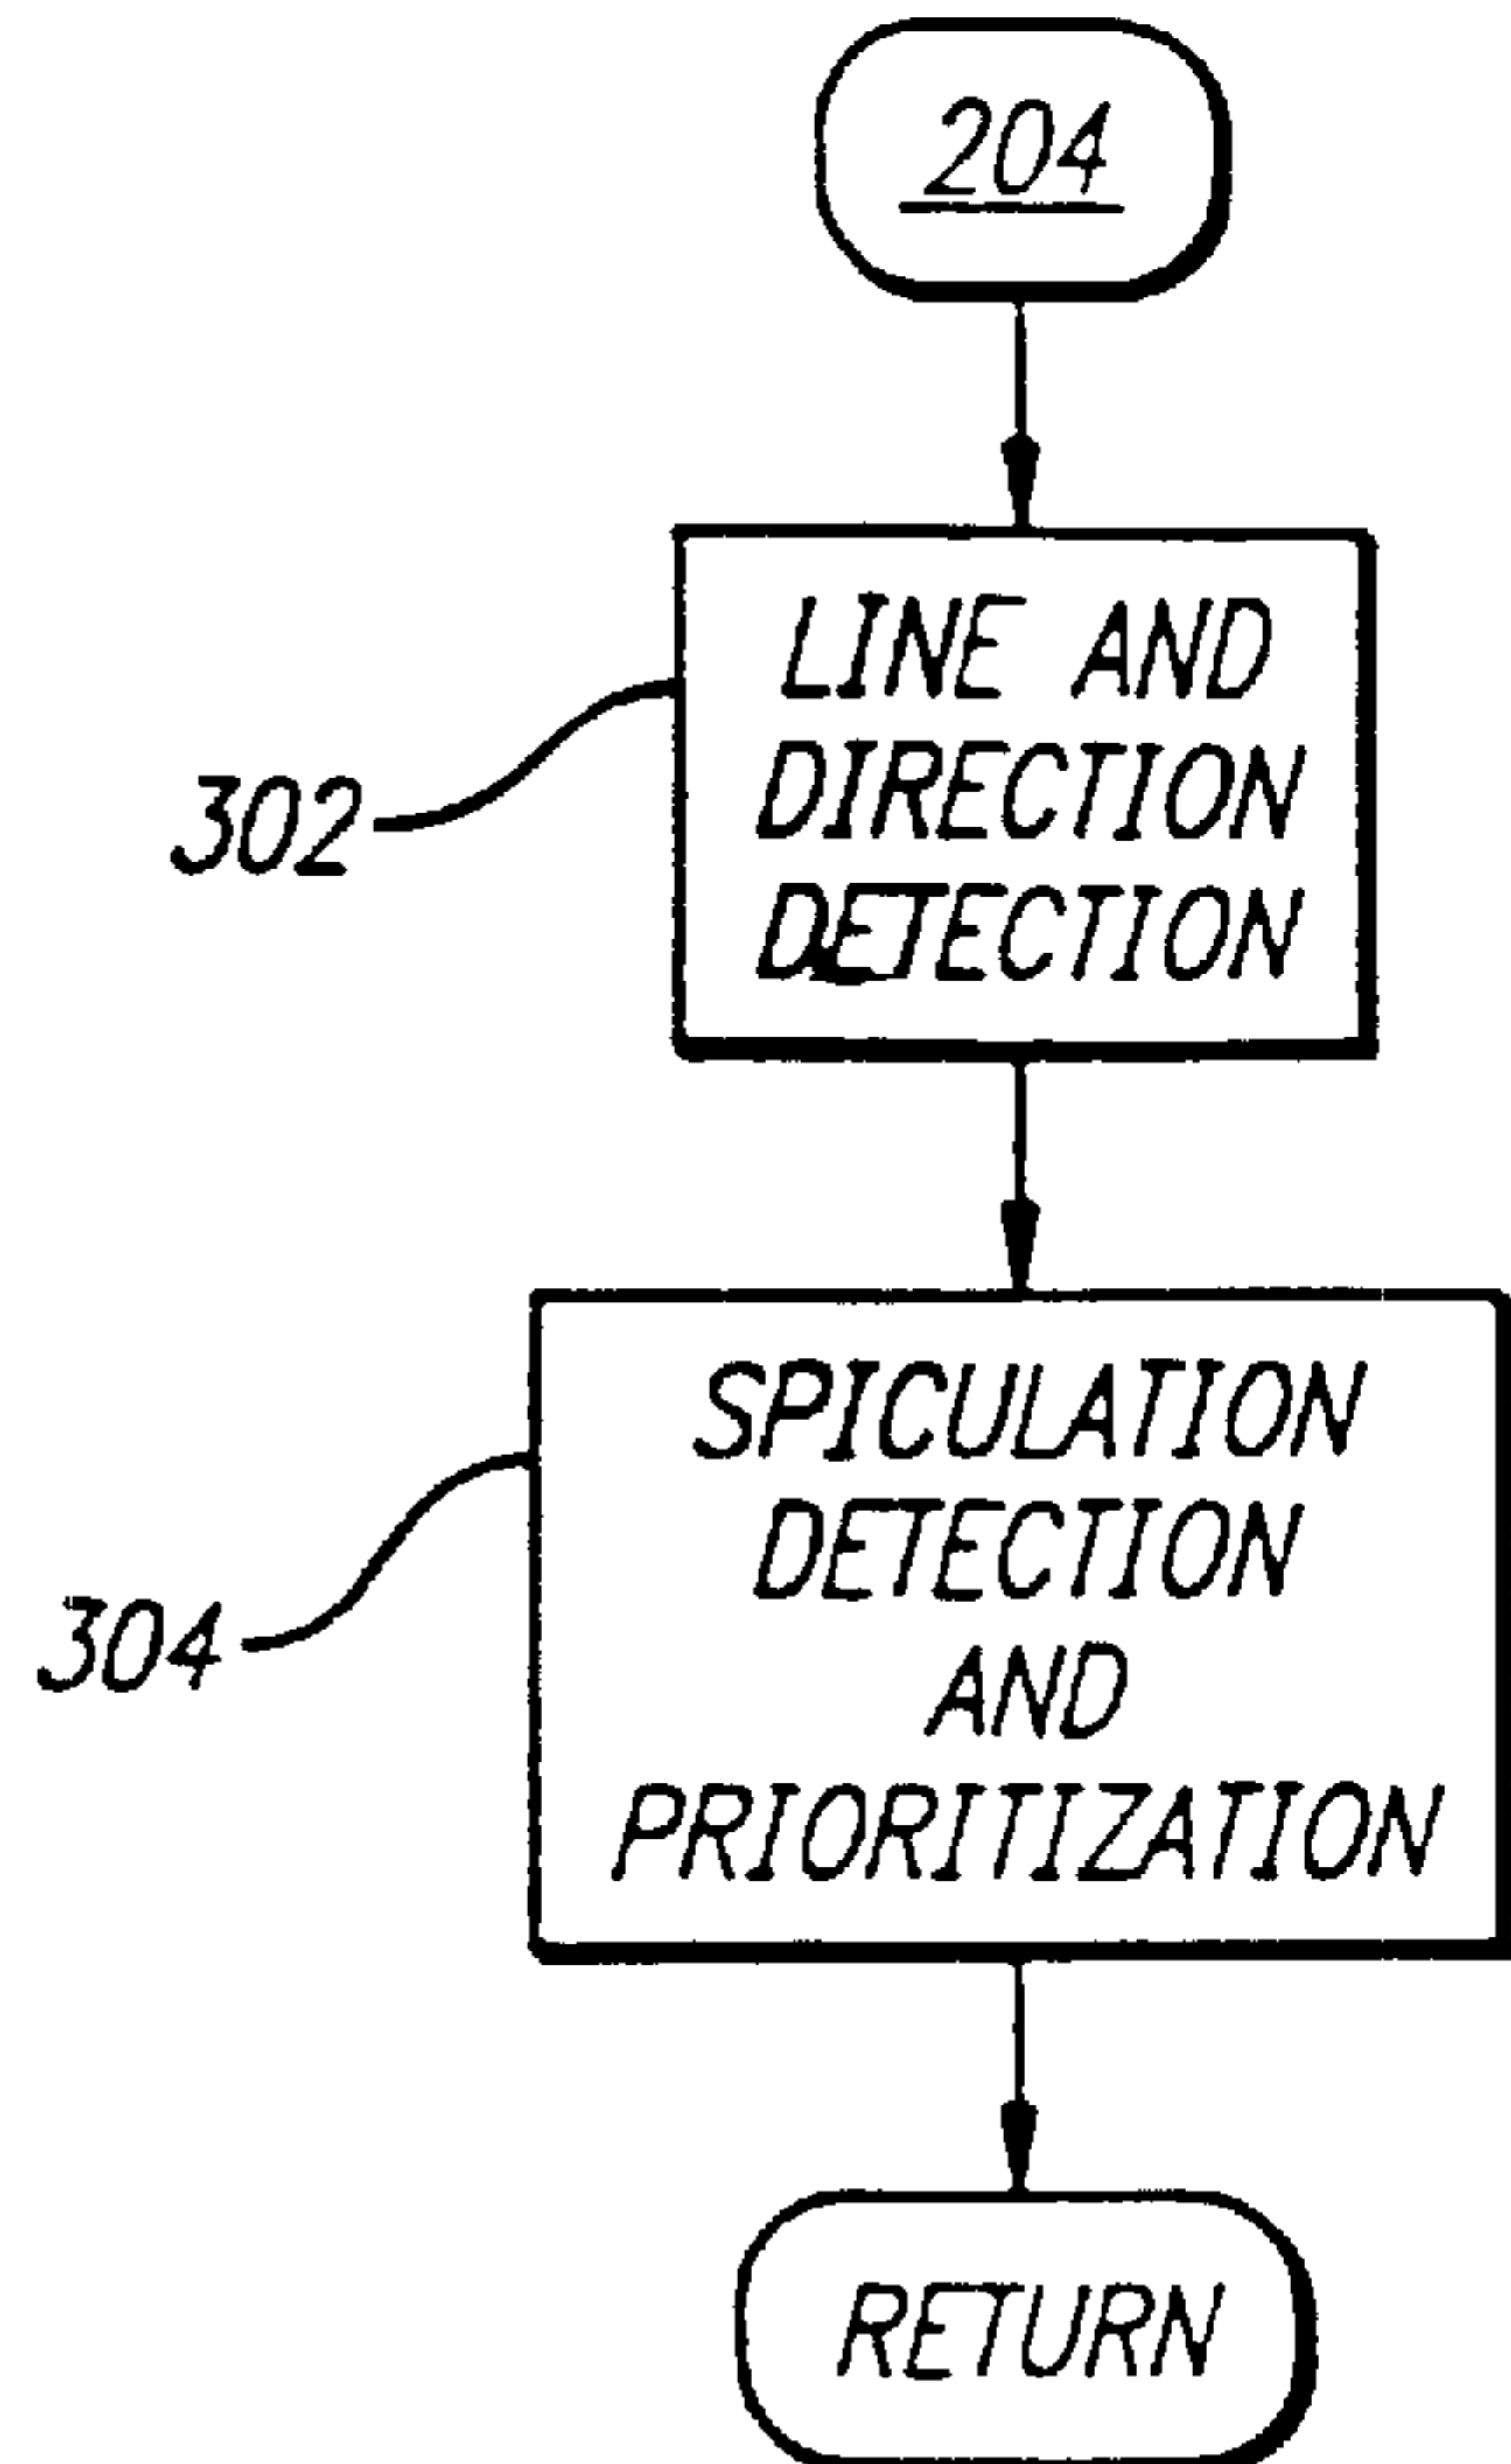 204
LINE AND
DIRECTION
DETECTION
302
SPICULATION
DETECTION
AND
PRIORITIZATION
304
RETURN